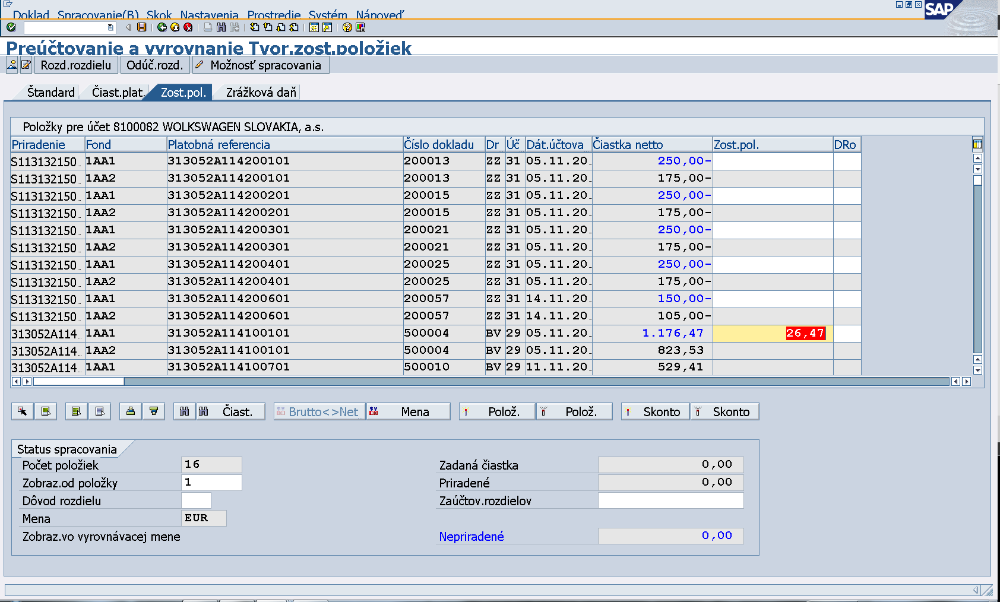 Doklad Spracovanie(B) Skok Nastavenia Prostredie Systém Nápoveď
SAP
Preúčtovanie a vyrovnanie Tvor.zost.položiek
Rozd.rozdielu Odúč.rozd. Možnosť spracovania
Štandard Čiast.plat. Zost.pol. Zrážková daň
Položky pre účet 8100082 WOLKSWAGEN SLOVAKIA, a.s.
Priradenie Fond Platobná referencia Číslo dokladu Dr Úč Dát.účtova Čiastka netto Zost.pol. DRo
S113132150 1AA1 313052A114200101 200013 ZZ 31 05.11.20 250,00-
S113132150 1AA2 313052A114200101 200013 ZZ 31 05.11.20 175,00-
S113132150 1AA1 313052A114200201 200015 ZZ 31 05.11.20 250,00-
S113132150 1AA2 313052A114200201 200015 ZZ 31 05.11.20 175,00-
S113132150 1AA1 313052A114200301 200021 ZZ 31 05.11.20 250,00-
S113132150 1AA2 313052A114200301 200021 ZZ 31 05.11.20 175,00-
S113132150 1AA1 313052A114200401 200025 ZZ 31 05.11.20 250,00-
S113132150 1AA2 313052A114200401 200025 ZZ 31 05.11.20 175,00-
S113132150 1AA1 313052A114200601 200057 ZZ 31 14.11.20 150,00-
S113132150 1AA2 313052A114200601 200057 ZZ 31 14.11.20 105,00-
313052A114 1AA1 313052A114100101 500004 BV 29 05.11.20 1.176,47 26,47
313052A114 1AA2 313052A114100101 500004 BV 29 05.11.20 823,53
313052A114 1AA1 313052A114100701 500010 BV 29 11.11.20 529,41
Čiast. Brutto<>Net Mena Polož. Polož. Skonto Skonto
Status spracovania
Počet položiek 16 Zadaná čiastka 0,00
Zobraz.od položky 1 Priradené 0,00
Dôvod rozdielu Zaúčtov.rozdielov
Mena EUR
Zobraz.vo vyrovnávacej mene Nepriradené 0,00